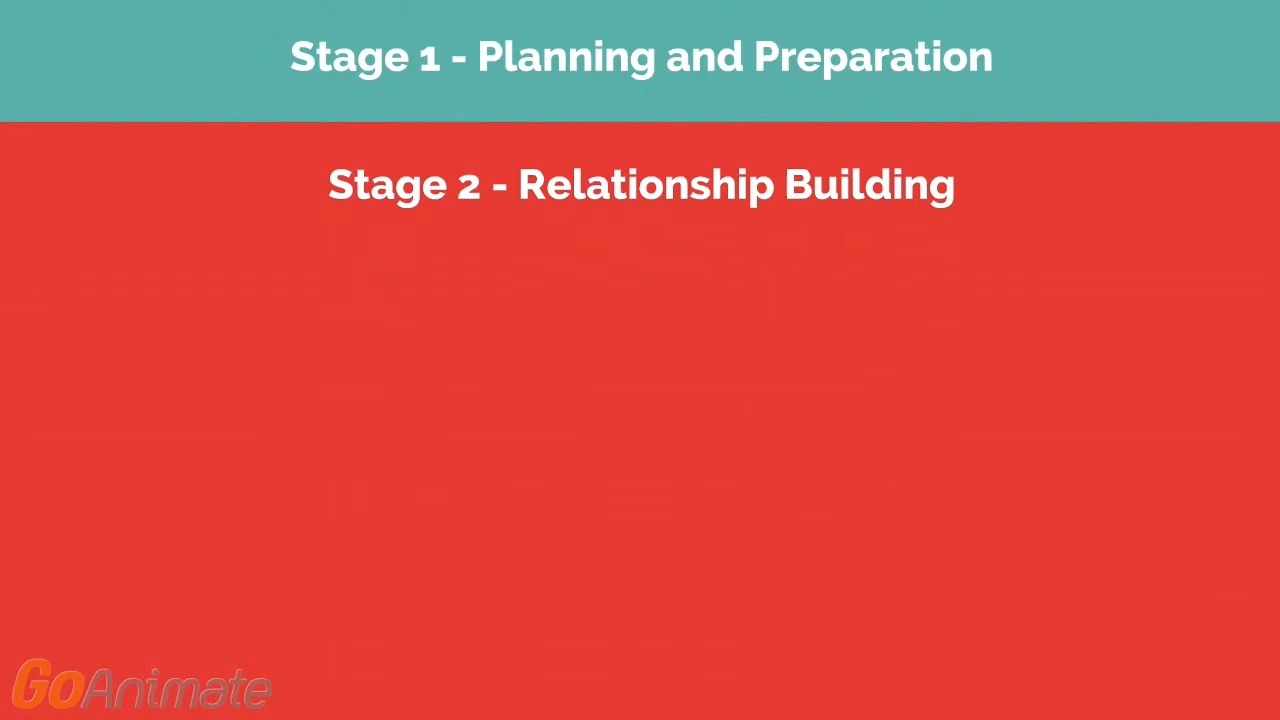 Stage 1 - Planning and Preparation
Stage 2 - Relationship Building
GoAnimate